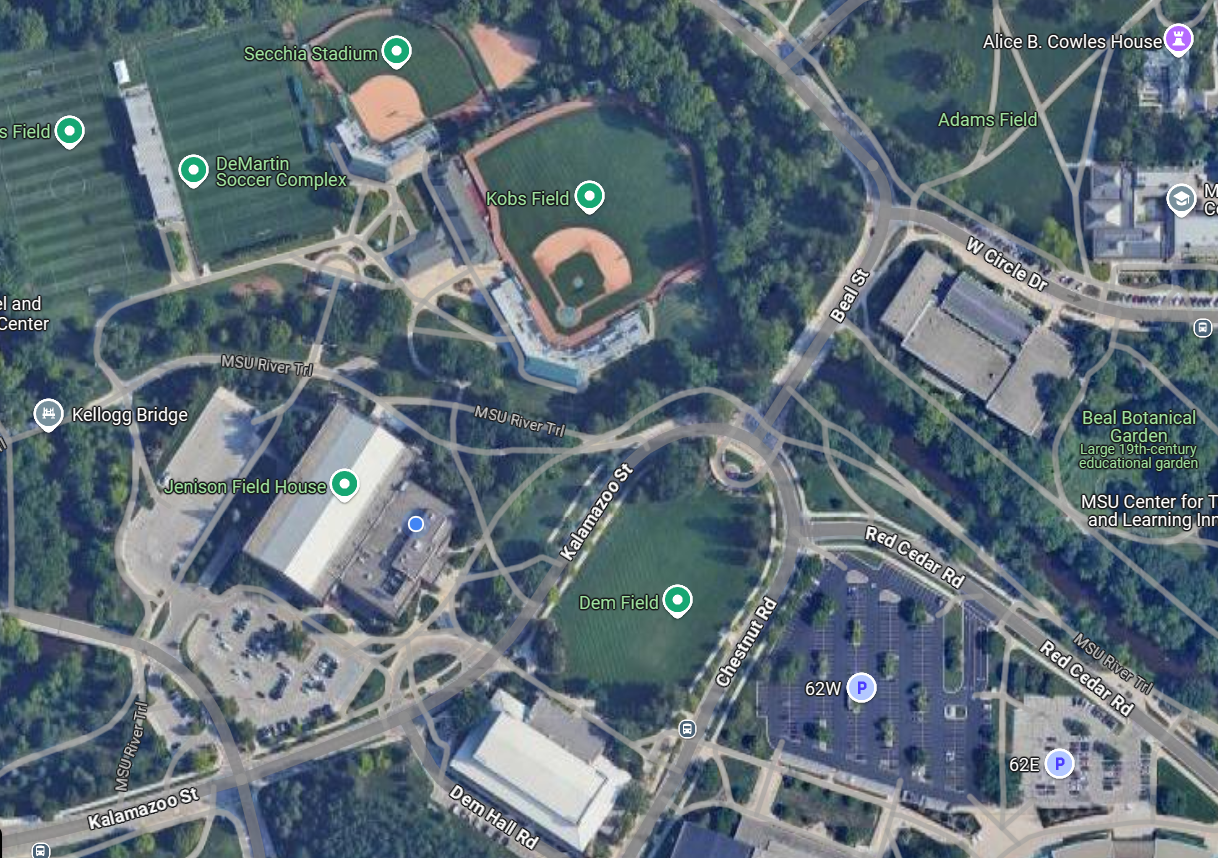 Secchia Stadium
Alice B. Cowles House
s Field
Adams Field
DeMartin
Soccer Complex
Kobs Field
M
C
W Circle Dr
Beal St
el and
Center
MSU River Trl
Kellogg Bridge
MSU River Trl
Beal Botanical
Garden
Large 19th-century
educational garden
Jenison Field House
Kalamazoo St
MSU Center for T
and Learning Inn
Red Cedar Rd
Dem Field
Chestnut Rd
MSU River Trl
Red Cedar Rd
62W
P
MSU River Trl
62E
P
Kalamazoo St
Dem Hall Rd